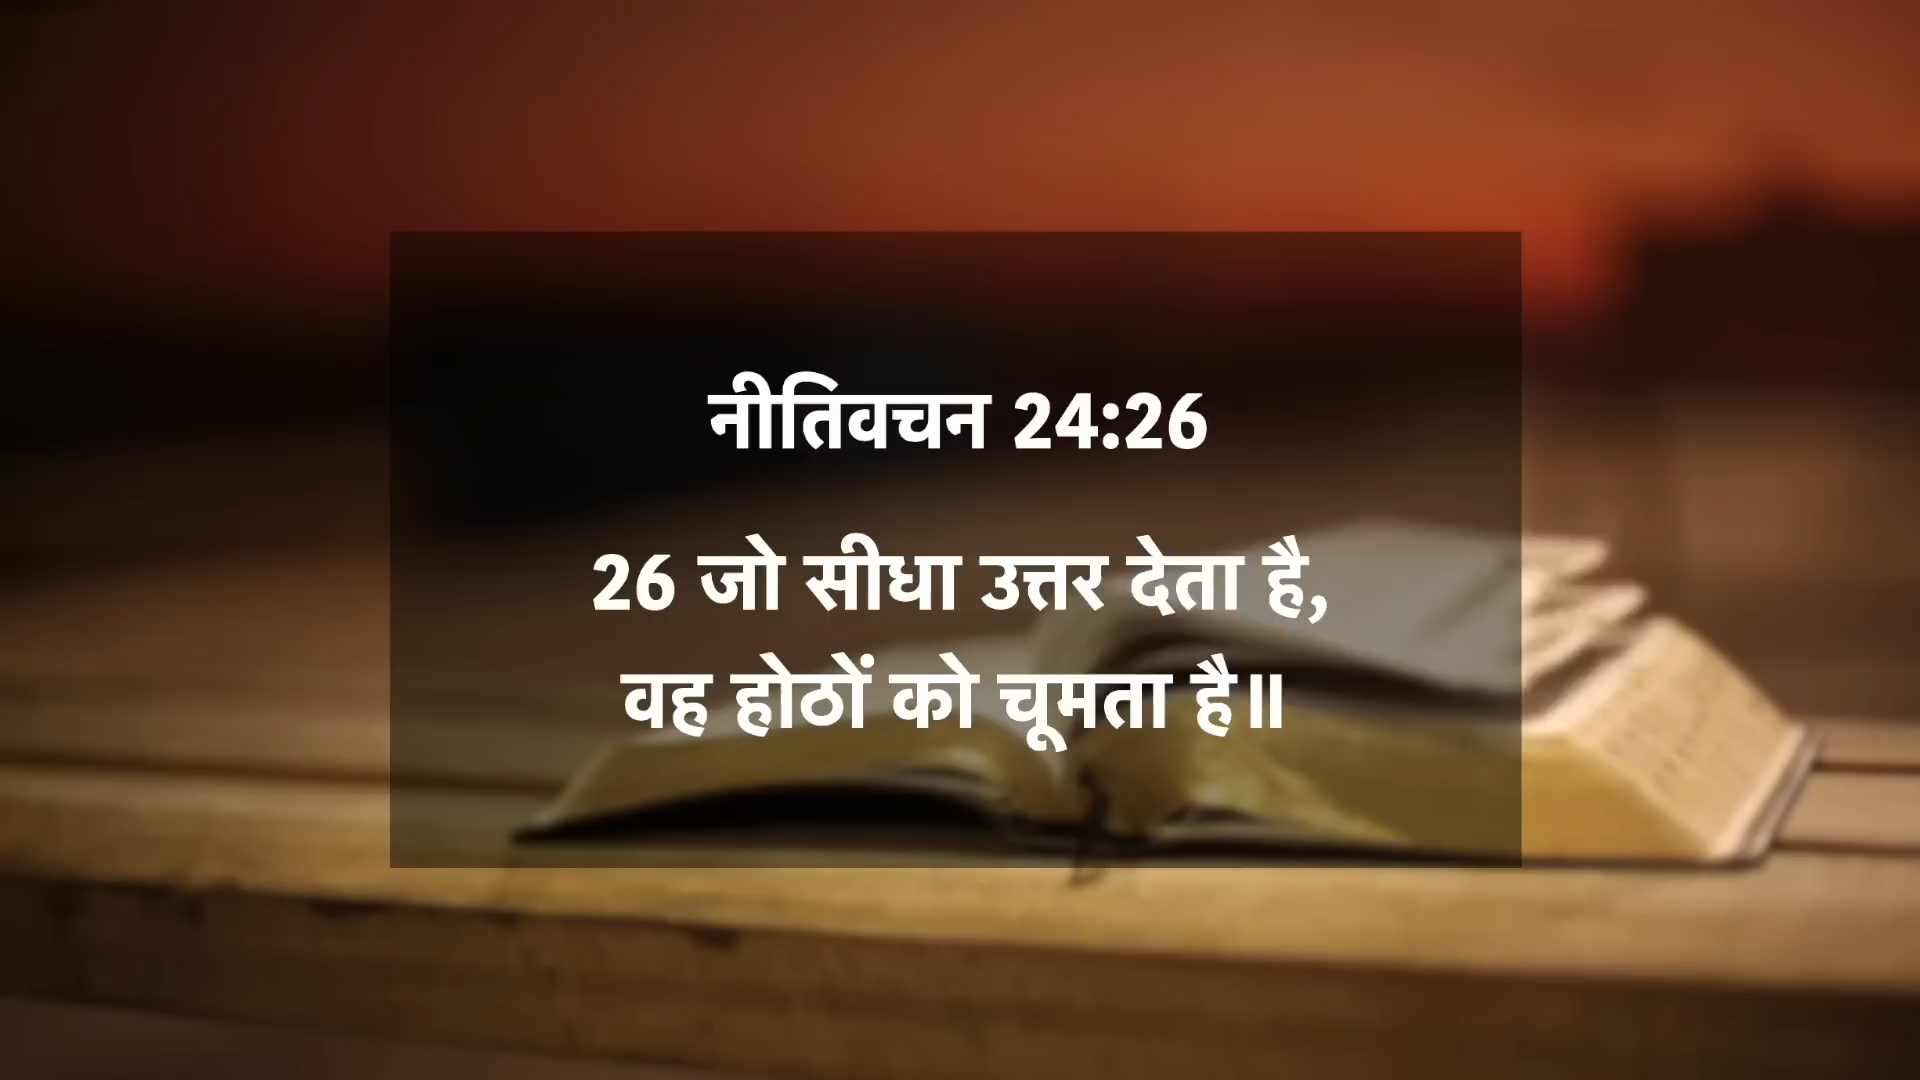 नीतिवचन 24:26
26 जो सीधा उत्तर देता है,
वह होठों को चूमता है॥